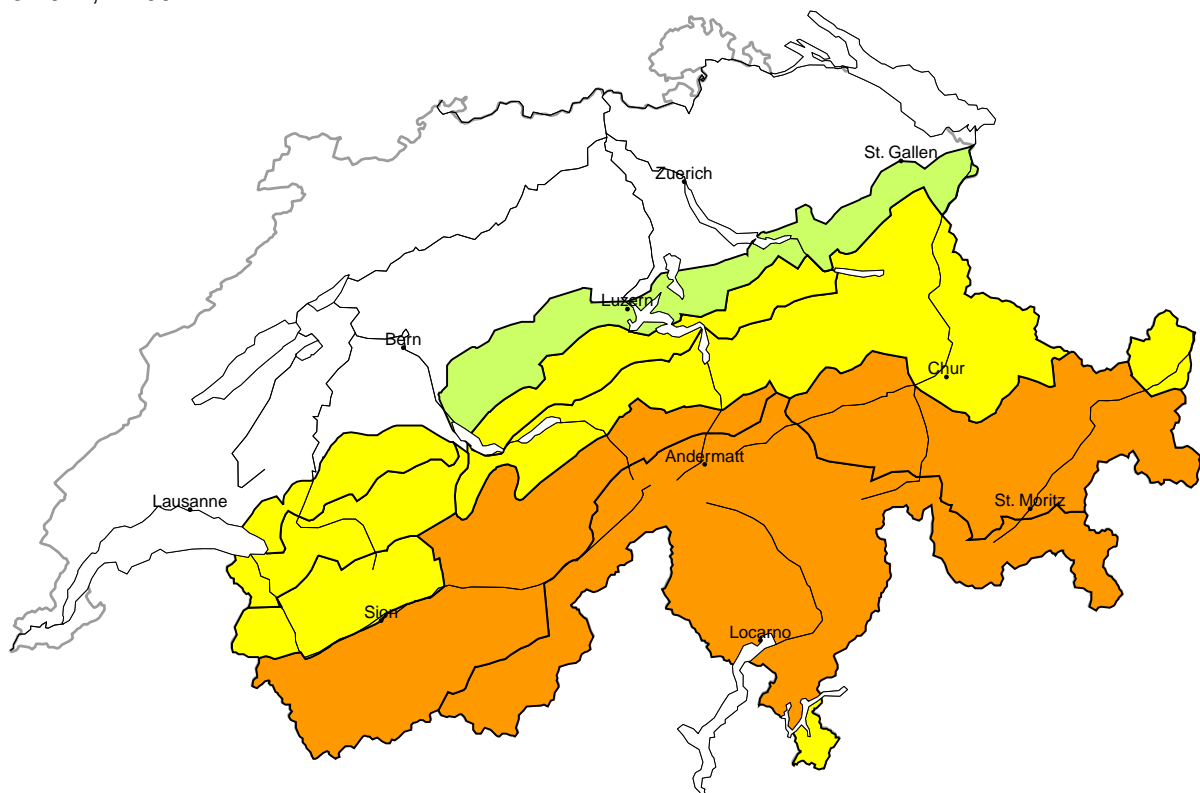 St. Gallen
Zuerich
Luzern
Bern
Chur
Andermatt
Lausanne
St. Moritz
Sion
Locarno